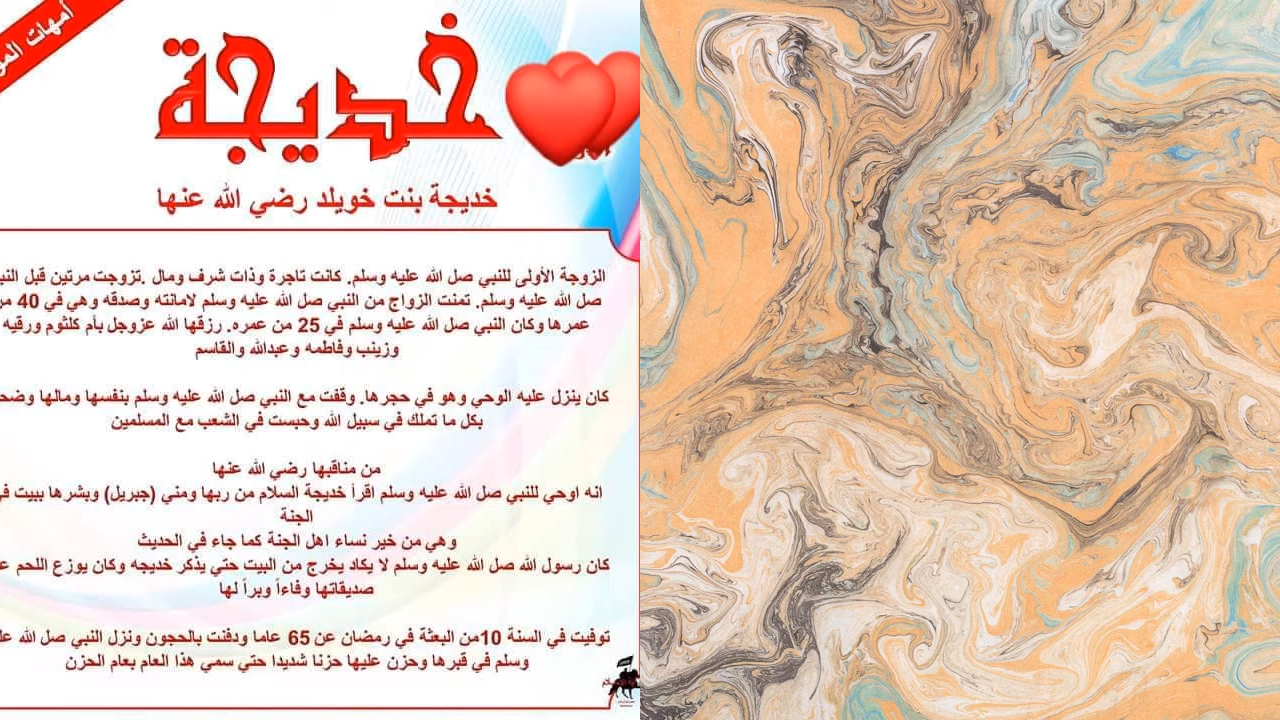 أمهات
خديجة
خديجة بنت خويلد رضي الله عنها
الزوجة الأولى للنبي صل الله عليه وسلم. كانت تاجرة وذات شرف ومال .تزوجت مرتين قبل
صل الله عليه وسلم. تمنت الزواج من النبي صل الله عليه وسلم لامانته وصدقه وهي في 40
عمرها وكان النبي صل الله عليه وسلم في 25 من عمره. رزقها الله عزوجل بأم كلثوم ورقيه
وزينب وفاطمه وعبدالله والقاسم
كان ينزل عليه الوحي وهو في حجرها. وقفت مع النبي صل الله عليه وسلم بنفسها ومالها
بكل ما تملك في سبيل الله وحبست في الشعب مع المسلمين
من مناقبها رضي الله عنها
انه اوحي للنبي صل الله عليه وسلم اقرأ خديجة السلام من ربها ومني (جبريل) وبشرها ببيت
الجنة
وهي من خير نساء اهل الجنة كما جاء في الحديث
كان رسول الله صل الله عليه وسلم لا يكاد يخرج من البيت حتي يذكر خديجه وكان يوزع اللحم
صديقاتها وفاءاً وبراً لها
توفيت في السنة 10من البعثة في رمضان عن 65 عاما ودفنت بالحجون ونزل النبي صل الله
وسلم في قبرها وحزن عليها حزنا شديدا حتي سمي هذا العام بعام الحزن